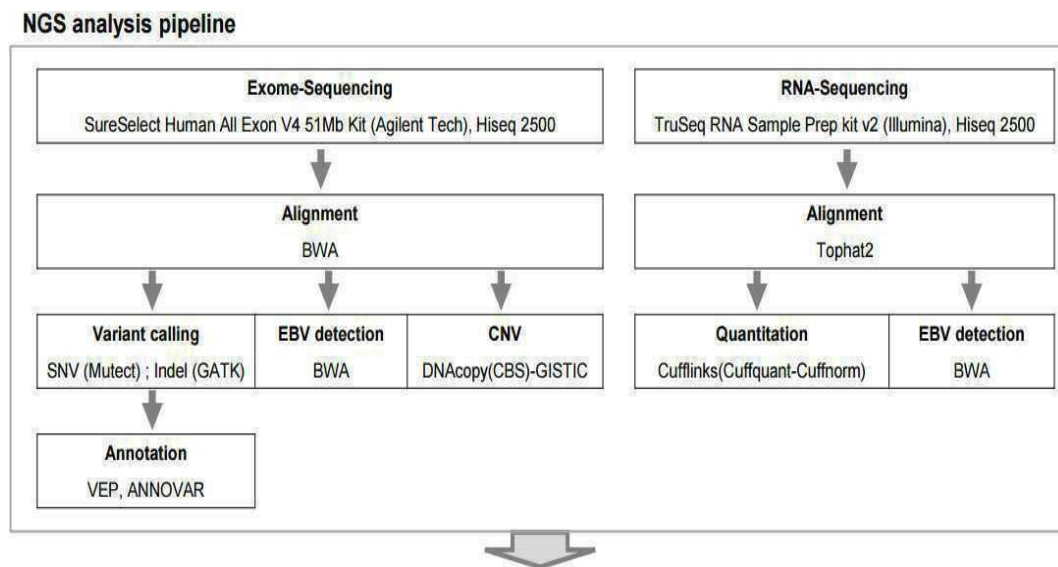 NGS analysis pipeline
Exome-Sequencing
SureSelect Human All Exon V4 51Mb Kit (Agilent Tech), Hiseq 2500
RNA-Sequencing
TruSeq RNA Sample Prep kit v2 (Illumina), Hiseq 2500
Alignment
BWA
Alignment
Tophat2
Variant calling
SNV (Mutect) ; Indel (GATK)
EBV detection
BWA
CNV
DNAcopy(CBS)-GISTIC
Quantitation
Cufflinks(Cuffquant-Cuffnorm)
EBV detection
BWA
Annotation
VEP, ANNOVAR